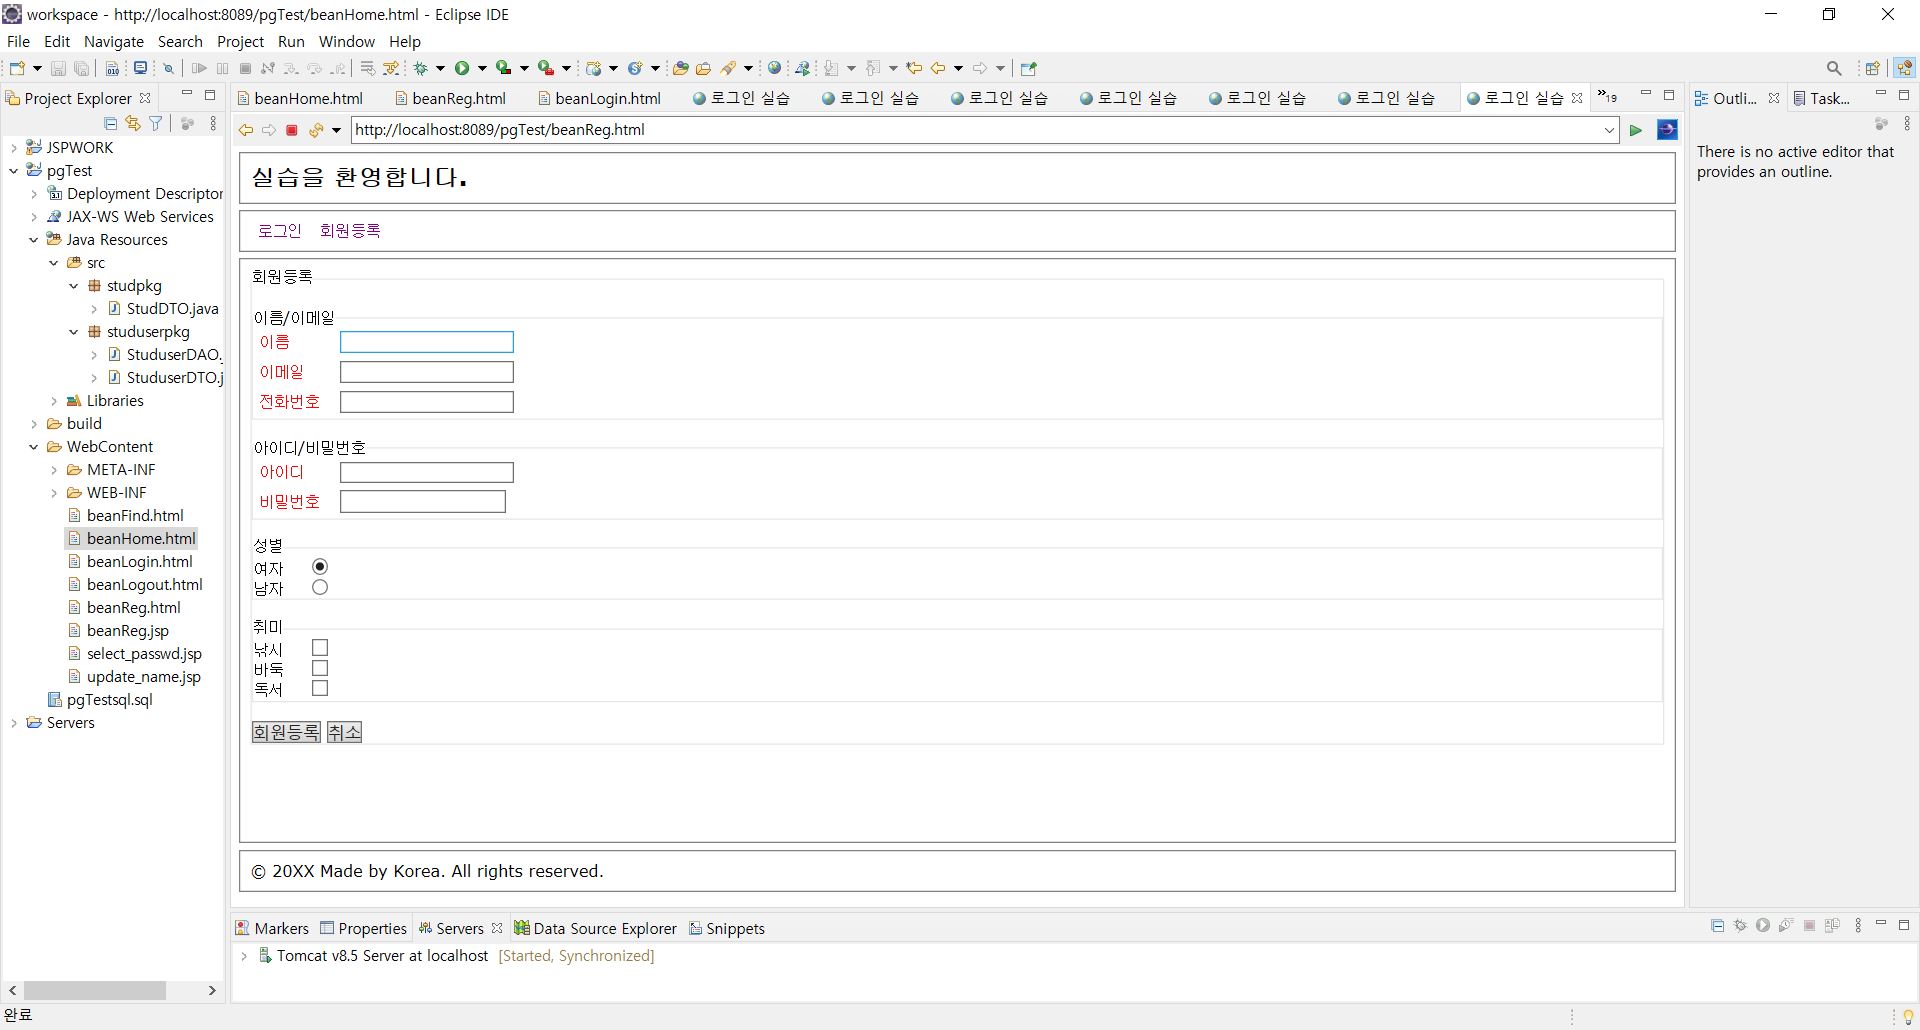 workspace - http://localhost:8089/pgTest/beanHome.html - Eclipse IDE
File Edit Navigate Search Project Run Window Help
Project Explorer
JSPWORK
pgTest
Deployment Descriptor
JAX-WS Web Services
Java Resources
src
studpkg
StudDTO.java
studuserpkg
StuduserDAO.
StuduserDTO.j
Libraries
build
WebContent
META-INF
WEB-INF
beanFind.html
beanHome.html
beanLogin.html
beanLogout.html
beanReg.html
beanReg.jsp
select_passwd.jsp
update_name.jsp
pgTestsql.sql
Servers
beanHome.html beanReg.html beanLogin.html 로그인 실습 로그인 실습 로그인 실습 로그인 실습 로그인 실습 로그인 실습 로그인 실습 »19
http://localhost:8089/pgTest/beanReg.html
실습을 환영합니다.
로그인 회원등록
회원등록
이름/이메일
이름
이메일
전화번호
아이디/비밀번호
아이디
비밀번호
성별
여자
남자
취미
낚시
바둑
독서
회원등록 취소
© 20XX Made by Korea. All rights reserved.
Outli... Task...
There is no active editor that
provides an outline.
Markers Properties Servers Data Source Explorer Snippets
Tomcat v8.5 Server at localhost [Started, Synchronized]
완료